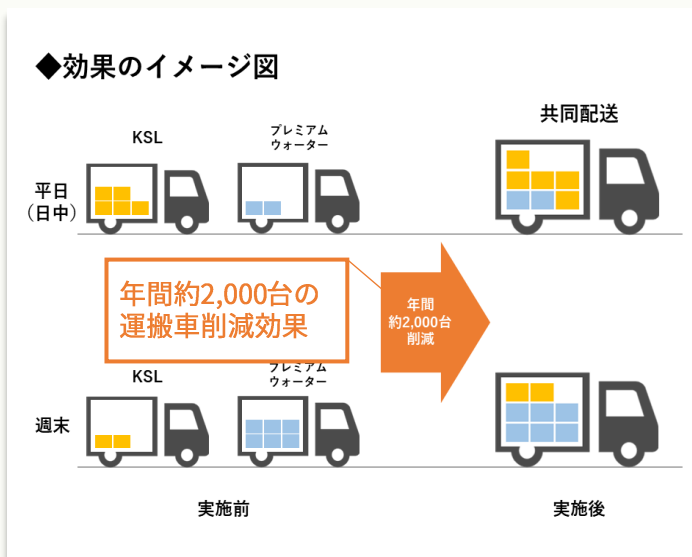 ◆効果のイメージ図
共同配送
KSL
プレミアム
ウォーター
平日
（日中）
年間約2,000台の
運搬車削減効果
年間
約2,000台
削減
KSL
プレミアム
ウォーター
週末
実施前
実施後